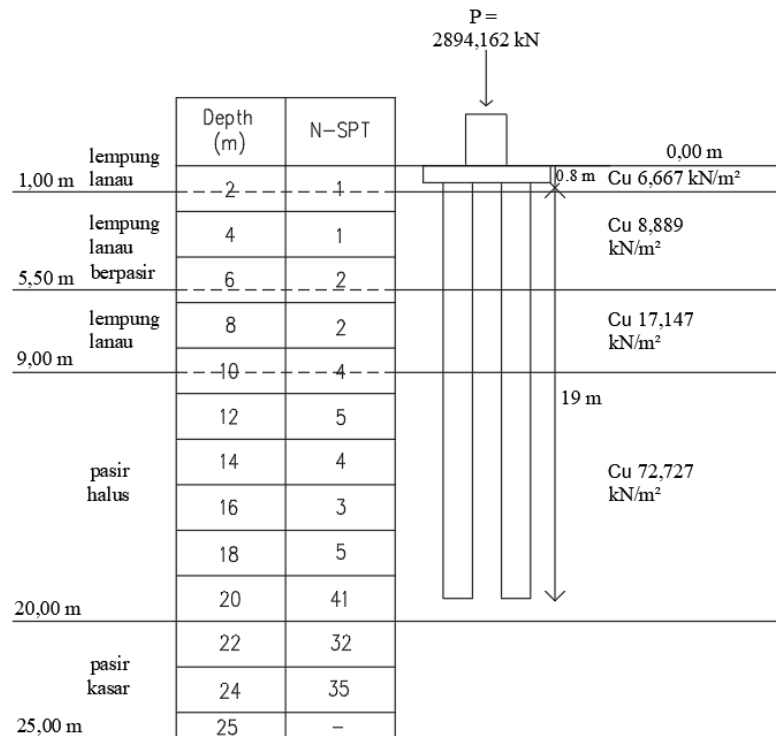 P =
2894,162 kN
Depth
(m)
N-SPT
lempung
lanau
0,00 m
1,00 m
2
1
0.8 m
Cu 6,667 kN/m²
lempung
lanau
berpasir
4
1
Cu 8,889
kN/m²
5,50 m
6
2
lempung
lanau
8
2
Cu 17,147
kN/m²
9,00 m
10
4
19 m
12
5
pasir
halus
14
4
Cu 72,727
kN/m²
16
3
18
5
20,00 m
20
41
22
32
pasir
kasar
24
35
25,00 m
25
-